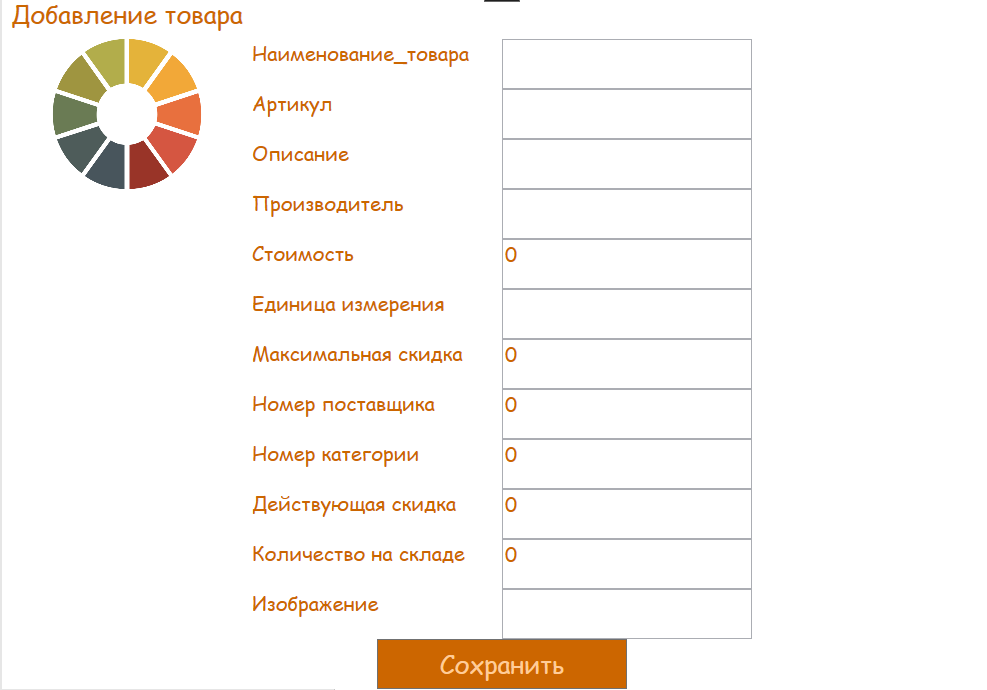 Добавление товара
Наименование_товара
Артикул
Описание
Производитель
Стоимость 0
Единица измерения
Максимальная скидка 0
Номер поставщика 0
Номер категории 0
Действующая скидка 0
Количество на складе 0
Изображение
Сохранить